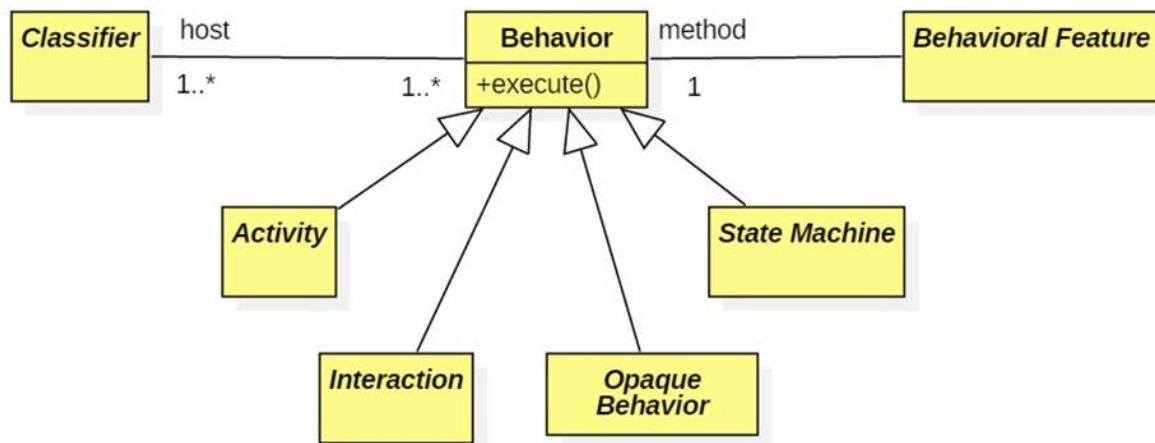 Classifier
host
1..*
1..*
Behavior
+execute()
method
1
Behavioral Feature
Activity
State Machine
Interaction
Opaque
Behavior